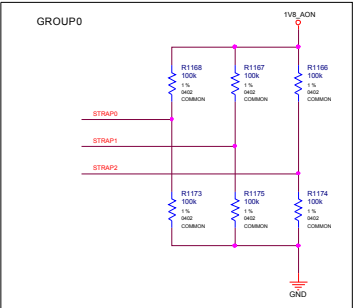 GROUP0
1V8_AON
R1168
100k
1 %
0402
COMMON
R1167
100k
1 %
0402
COMMON
R1166
100k
1 %
0402
COMMON
STRAP0
STRAP1
STRAP2
R1173
100k
1 %
0402
COMMON
R1175
100k
1 %
0402
COMMON
R1174
100k
1 %
0402
COMMON
GND